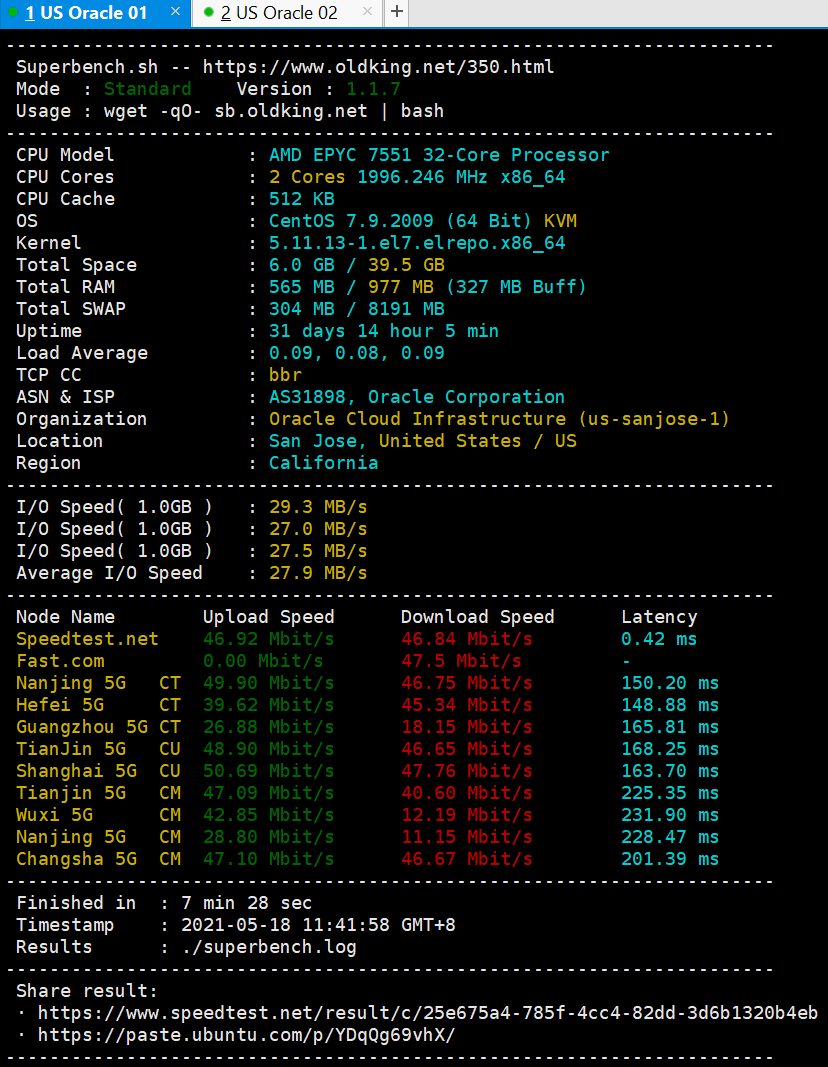 1 US Oracle 01 × 2 US Oracle 02 × +
--------------------------------------------------------------------
Superbench.sh -- https://www.oldking.net/350.html
Mode : Standard Version : 1.1.7
Usage : wget -qO- sb.oldking.net | bash
--------------------------------------------------------------------
CPU Model : AMD EPYC 7551 32-Core Processor
CPU Cores : 2 Cores 1996.246 MHz x86_64
CPU Cache : 512 KB
OS : CentOS 7.9.2009 (64 Bit) KVM
Kernel : 5.11.13-1.el7.elrepo.x86_64
Total Space : 6.0 GB / 39.5 GB
Total RAM : 565 MB / 977 MB (327 MB Buff)
Total SWAP : 304 MB / 8191 MB
Uptime : 31 days 14 hour 5 min
Load Average : 0.09, 0.08, 0.09
TCP CC : bbr
ASN & ISP : AS31898, Oracle Corporation
Organization : Oracle Cloud Infrastructure (us-sanjose-1)
Location : San Jose, United States / US
Region : California
--------------------------------------------------------------------
I/O Speed( 1.0GB ) : 29.3 MB/s
I/O Speed( 1.0GB ) : 27.0 MB/s
I/O Speed( 1.0GB ) : 27.5 MB/s
Average I/O Speed : 27.9 MB/s
--------------------------------------------------------------------
Node Name Upload Speed Download Speed Latency
Speedtest.net 46.92 Mbit/s 46.84 Mbit/s 0.42 ms
Fast.com 0.00 Mbit/s 47.5 Mbit/s -
Nanjing 5G CT 49.90 Mbit/s 46.75 Mbit/s 150.20 ms
Hefei 5G CT 39.62 Mbit/s 45.34 Mbit/s 148.88 ms
Guangzhou 5G CT 26.88 Mbit/s 18.15 Mbit/s 165.81 ms
TianJin 5G CU 48.90 Mbit/s 46.65 Mbit/s 168.25 ms
Shanghai 5G CU 50.69 Mbit/s 47.76 Mbit/s 163.70 ms
Tianjin 5G CM 47.09 Mbit/s 40.60 Mbit/s 225.35 ms
Wuxi 5G CM 42.85 Mbit/s 12.19 Mbit/s 231.90 ms
Nanjing 5G CM 28.80 Mbit/s 11.15 Mbit/s 228.47 ms
Changsha 5G CM 47.10 Mbit/s 46.67 Mbit/s 201.39 ms
--------------------------------------------------------------------
Finished in : 7 min 28 sec
Timestamp : 2021-05-18 11:41:58 GMT+8
Results : ./superbench.log
--------------------------------------------------------------------
Share result:
· https://www.speedtest.net/result/c/25e675a4-785f-4cc4-82dd-3d6b1320b4eb
· https://paste.ubuntu.com/p/YDqQg69vhX/
--------------------------------------------------------------------